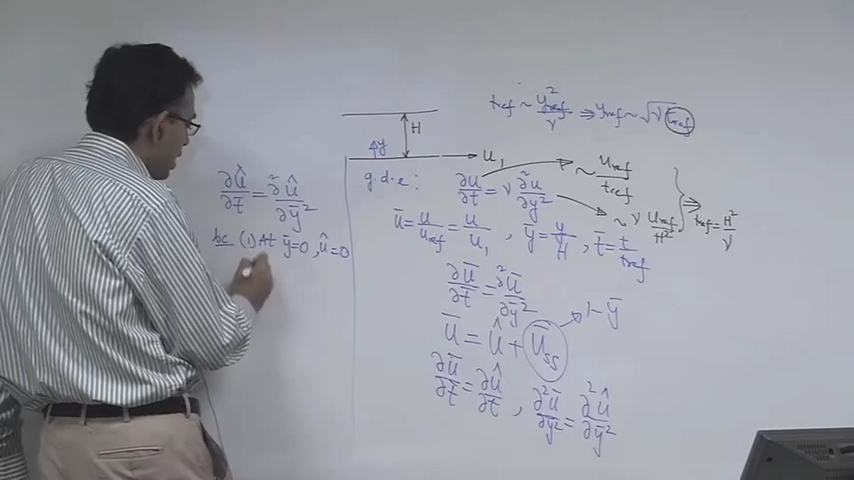 ∂û/∂t̄ = ∂²û/∂ȳ²
bc (1) At ȳ=0, û=0
t_ref ~ y_ref²/ν ⇒ y_ref ~ √(ν t_ref)
H
y
u₁
g.d.e: ∂u/∂t = ν ∂²u/∂y²
~ u_ref/t_ref
~ ν u_ref/H²
⇒ t_ref = H²/ν
ū = u/u_ref = u/u₁, ȳ = y/H, t̄ = t/t_ref
∂ū/∂t̄ = ∂²ū/∂ȳ²
ū = û + ū_ss → 1-ȳ
∂ū/∂t̄ = ∂û/∂t̄, ∂²ū/∂ȳ² = ∂²û/∂ȳ²